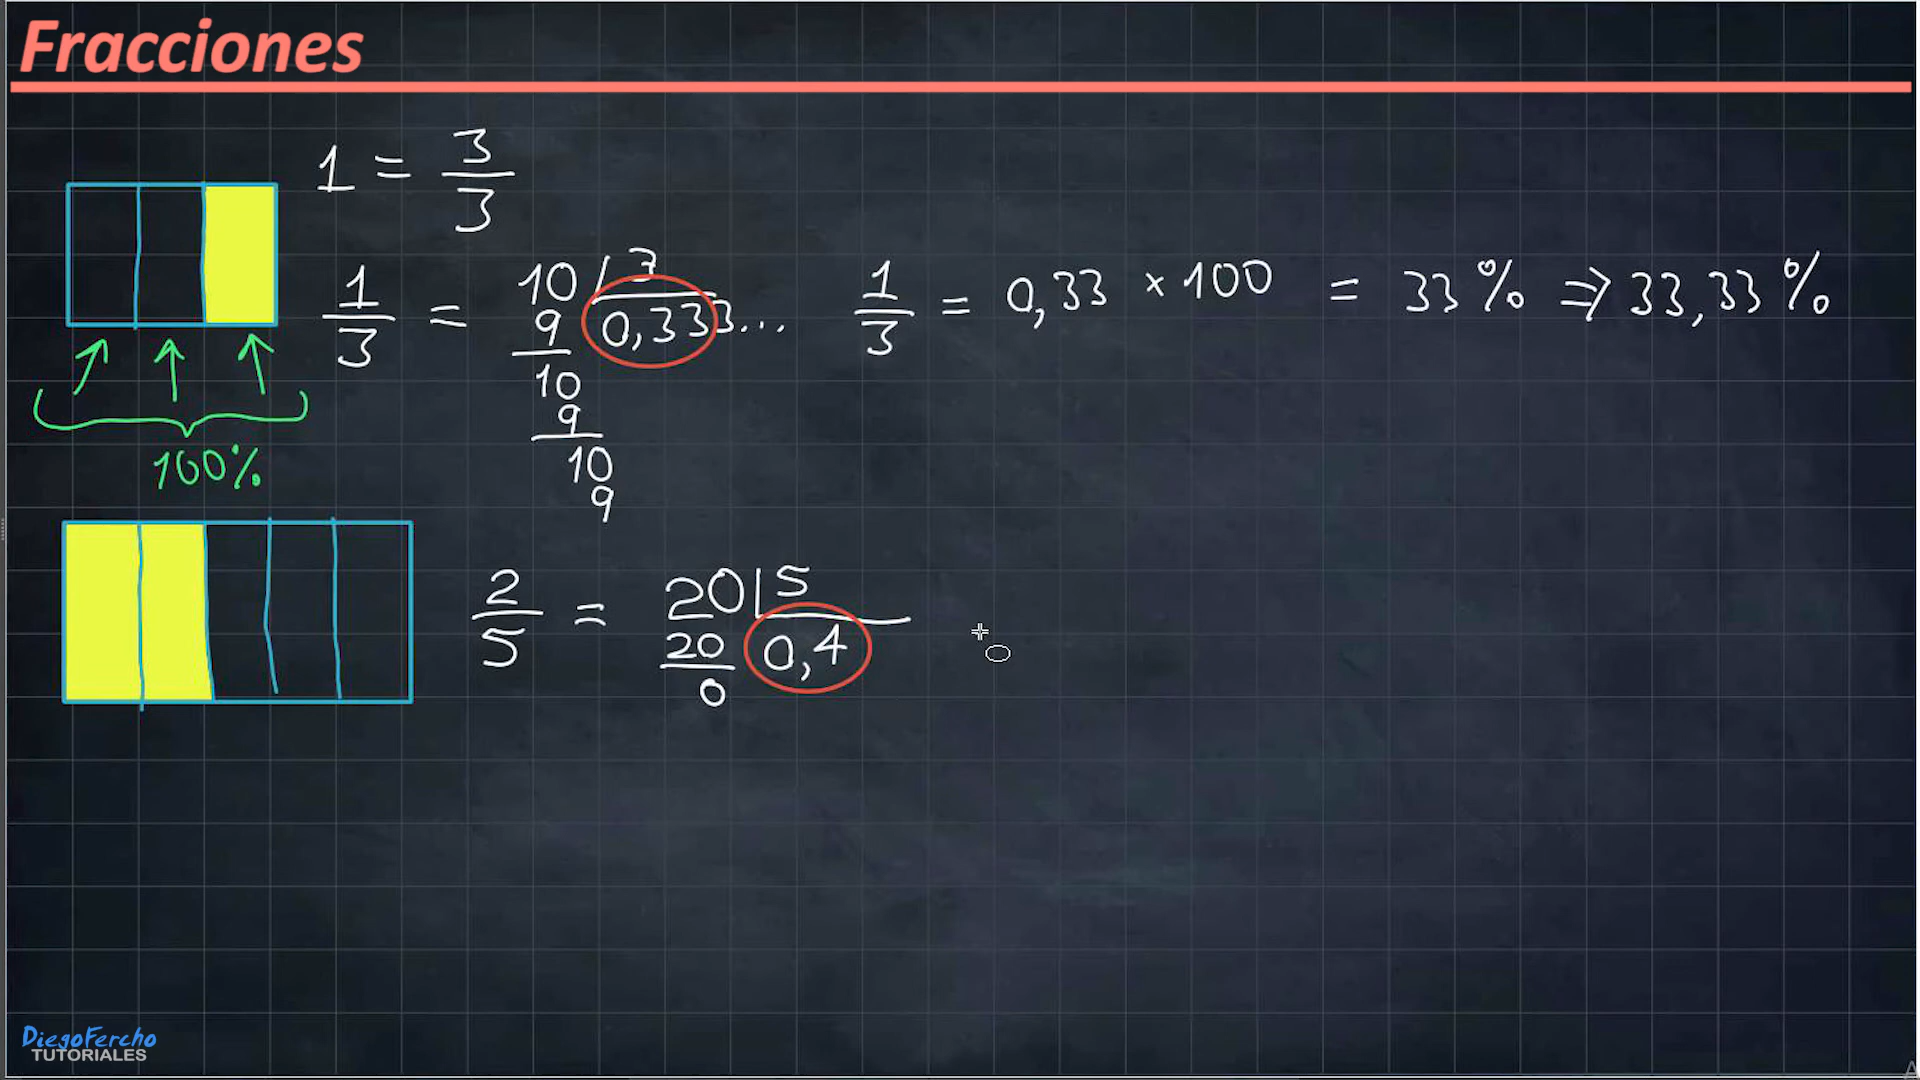 Fracciones
1 = 3/3
1/3 = 10 / 3
9 0,333...
10
9
10
9
1/3 = 0,33 × 100 = 33% ⇒ 33,33%
100%
2/5 = 20 | 5
20 0,4
0
DiegoFercho
TUTORIALES